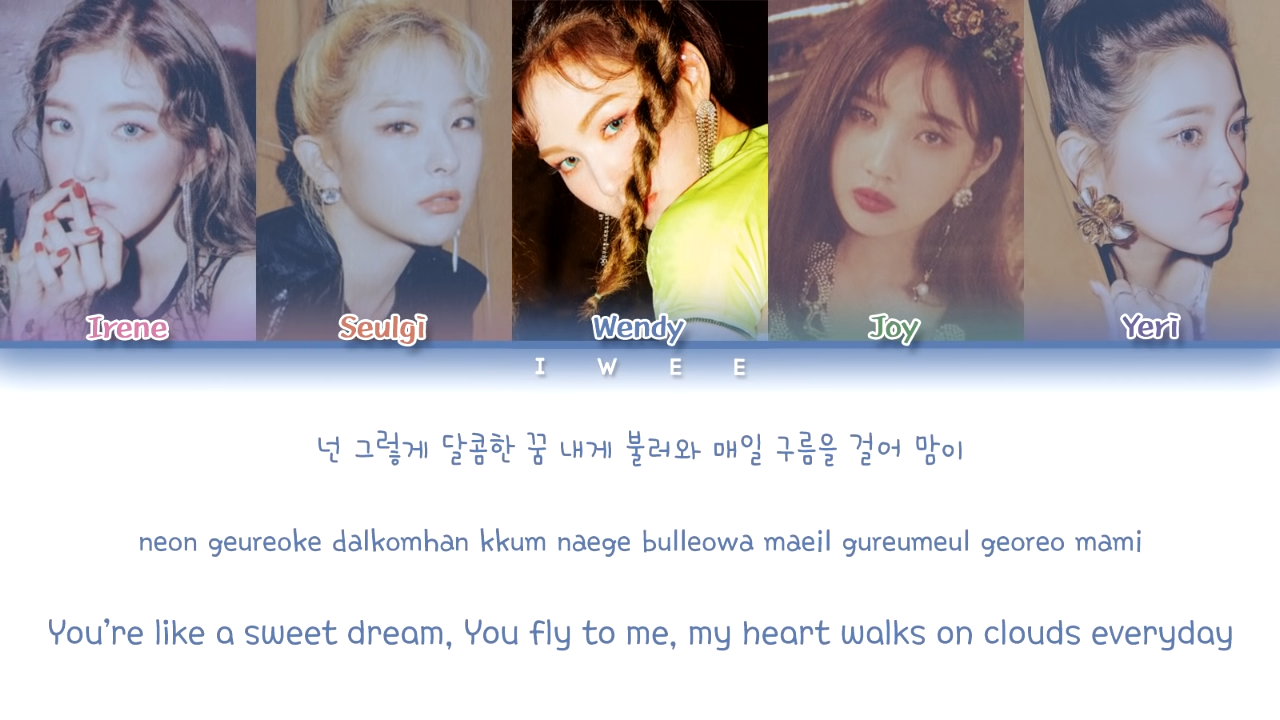 Irene Seulgi Wendy Joy Yeri
I W E E
넌 그렇게 달콤한 꿈 내게 불러와 매일 구름을 걸어 맘이
neon geureoke dalkomhan kkum naege bulleowa maeil gureumeul georeo mami
You're like a sweet dream, You fly to me, my heart walks on clouds everyday